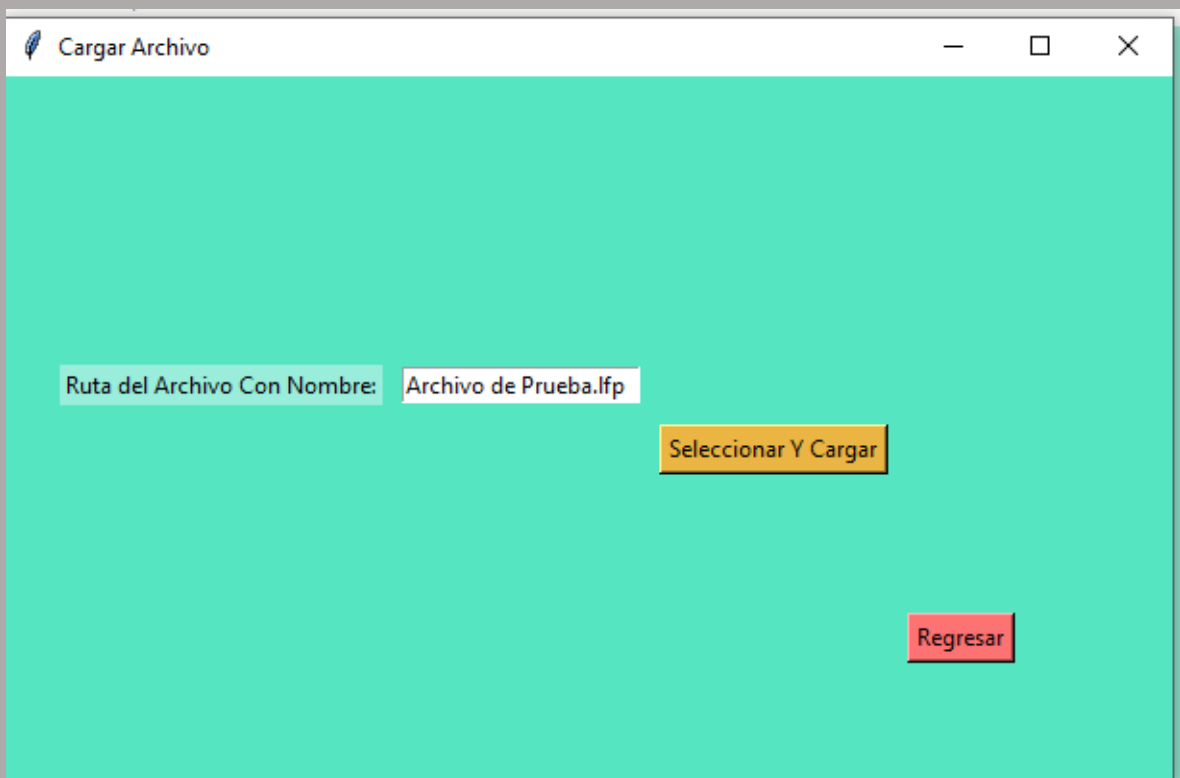 Cargar Archivo
Ruta del Archivo Con Nombre: Archivo de Prueba.lfp
Seleccionar Y Cargar
Regresar